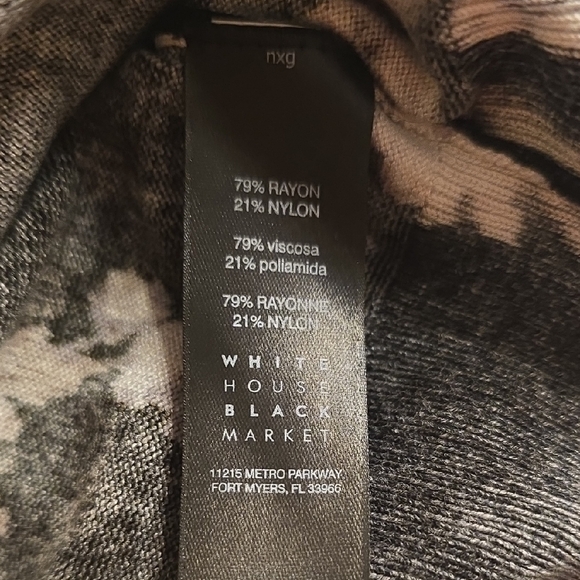 nxg
79% RAYON
21% NYLON
79% viscosa
21% poliamida
79% RAYONNE
21% NYLON
WHITE
HOUSE
BLACK
MARKET
11215 METRO PARKWAY
FORT MYERS, FL 33966